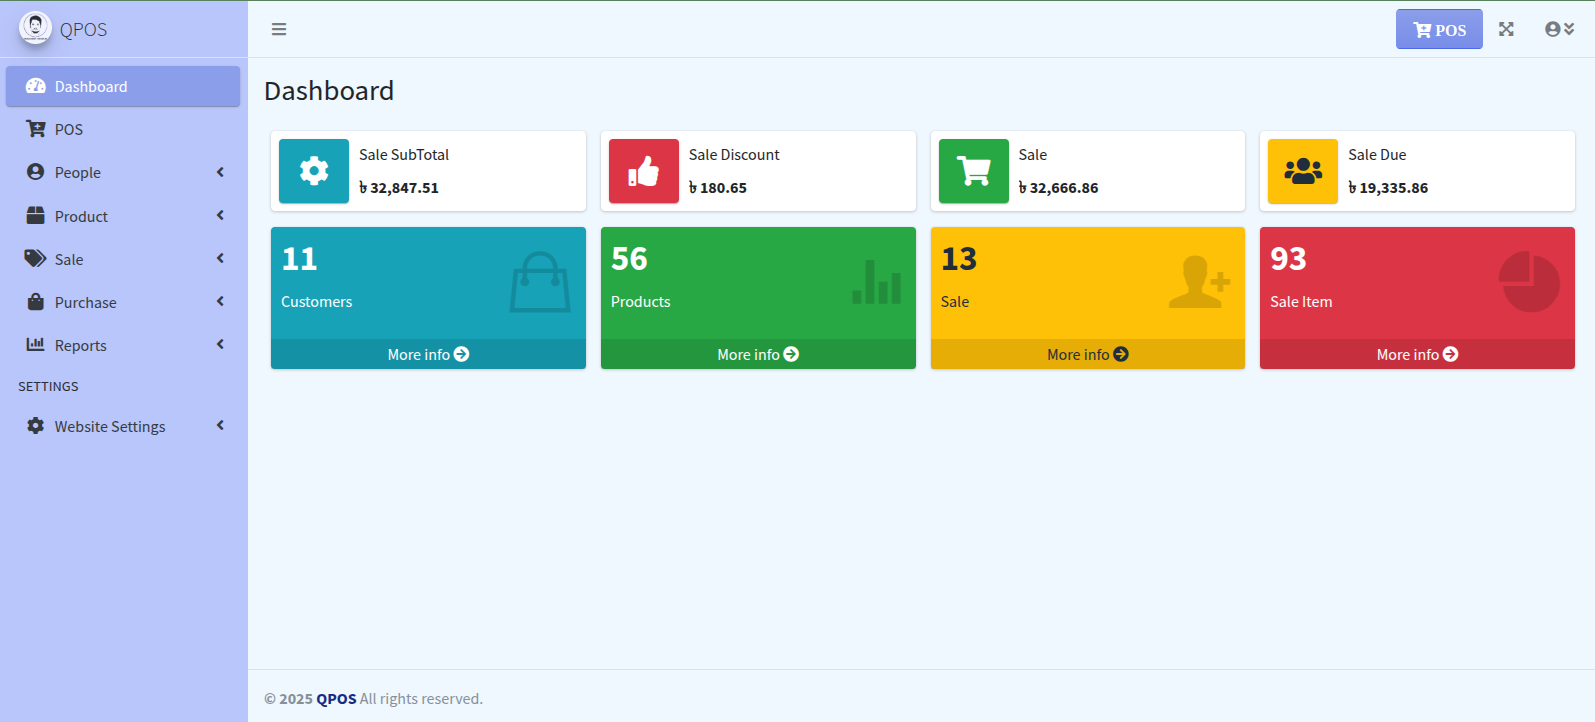 QPOS
POS
Dashboard
POS
People
Product
Sale
Purchase
Reports
SETTINGS
Website Settings
Dashboard
Sale SubTotal
৳ 32,847.51
Sale Discount
৳ 180.65
Sale
৳ 32,666.86
Sale Due
৳ 19,335.86
11
Customers
More info
56
Products
More info
13
Sale
More info
93
Sale Item
More info
© 2025 QPOS All rights reserved.